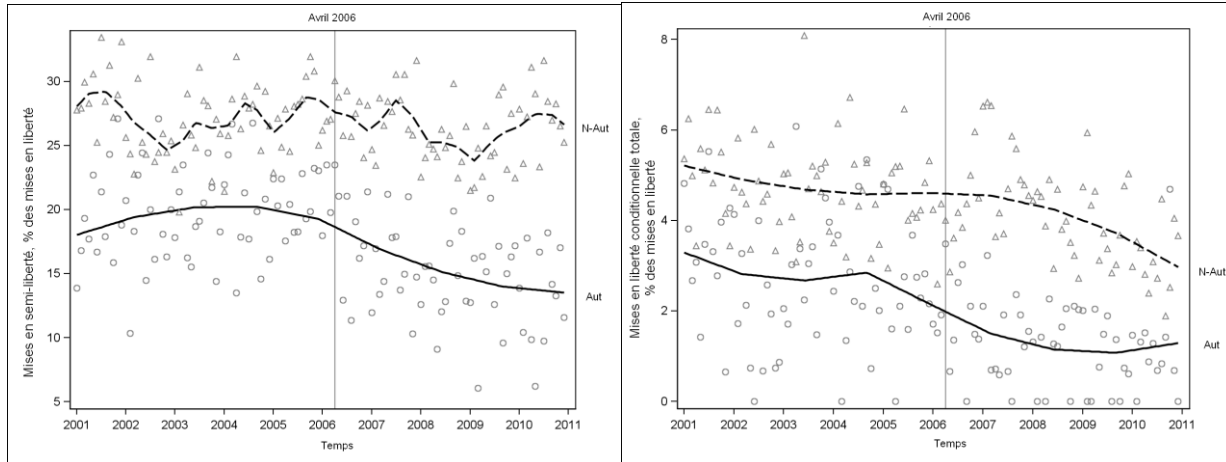 Avril 2006
Mises en semi-liberté, % des mises en liberté
30
25
20
15
10
5
N-Aut
Aut
2001 2002 2003 2004 2005 2006 2007 2008 2009 2010 2011
Temps
Avril 2006
Mises en liberté conditionnelle totale,
% des mises en liberté
8
6
4
2
0
N-Aut
Aut
2001 2002 2003 2004 2005 2006 2007 2008 2009 2010 2011
Temps